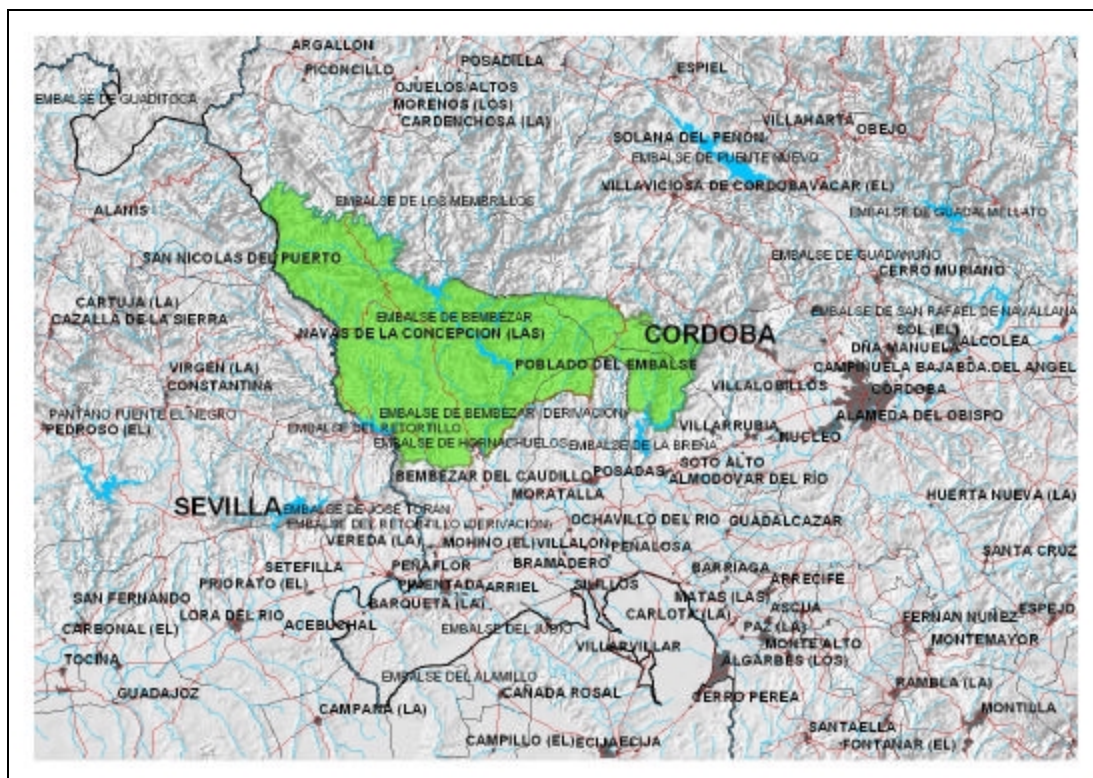 ARGALLON
POSADILLA
PICONCILLO
ESPIEL
OJUELOS ALTOS
EMBALSE DE GUADITOCA
MORENOS (LOS)
CARDENCHOSA (LA)
VILLAHARTA
OBEJO
SOLANA DEL PEÑON
EMBALSE DE PUENTE NUEVO
VILLAVICIOSA DE CORDOBA
VACAR (EL)
EMBALSE DE LOS MEMBRILLOS
ALANIS
EMBALSE DE GUADALMELLATO
SAN NICOLAS DEL PUERTO
EMBALSE DE GUADANUÑO
CERRO MURIANO
CARTUJA (LA)
CAZALLA DE LA SIERRA
EMBALSE DE BEMBEZAR
EMBALSE DE SAN RAFAEL DE NAVALLANA
NAVAS DE LA CONCEPCION (LAS)
CORDOBA
SOL (EL)
ALCOLEA
DÑA MANUELA
VIRGEN (LA)
POBLADO DEL EMBALSE
CAMPIÑUELA BAJA
BDA.DEL ANGEL
CONSTANTINA
VILLALOBILLOS
CORDOBA
PANTANO FUENTE EL NEGRO
EMBALSE DE BEMBEZAR (DERIVACION)
ALAMEDA DEL OBISPO
PEDROSO (EL)
EMBALSE DEL RETORTILLO
VILLARRUBIA
NUCLEO
EMBALSE DE HORNACHUELOS
EMBALSE DE LA BREÑA
SOTO ALTO
BEMBEZAR DEL CAUDILLO
POSADAS
ALMODOVAR DEL RÍO
MORATALLA
HUERTA NUEVA (LA)
SEVILLA
EMBALSE DE JOSE TORAN
EMBALSE DEL RETORTILLO (DERIVACIÓN)
OCHAVILLO DEL RIO
GUADALCAZAR
VEREDA (LA)
MOHINO (EL)
VILLALON
PEÑALOSA
SANTA CRUZ
SETEFILLA
PEÑAFLOR
BRAMADERO
BARRIAGA
PRIORATO (EL)
PIMENTADA
ARRIEL
SILILLOS
ARRECIFE
SAN FERNANDO
BARQUETA (LA)
MATAS (LAS)
LORA DEL RIO
CARLOTA (LA)
ASCUA
ESPEJO
CARBONAL (EL)
ACEBUCHAL
EMBALSE DEL JUDIO
PAZ (LA)
FERNAN NUÑEZ
VILLARVILLAR
MONTE ALTO
MONTEMAYOR
TOCINA
ALGARBES (LOS)
EMBALSE DEL ALAMILLO
GUADAJOZ
CAÑADA ROSAL
CERRO PEREA
RAMBLA (LA)
CAMPANA (LA)
MONTILLA
SANTAELLA
CAMPILLO (EL)
ECIJA
ECIJA
FONTANAR (EL)